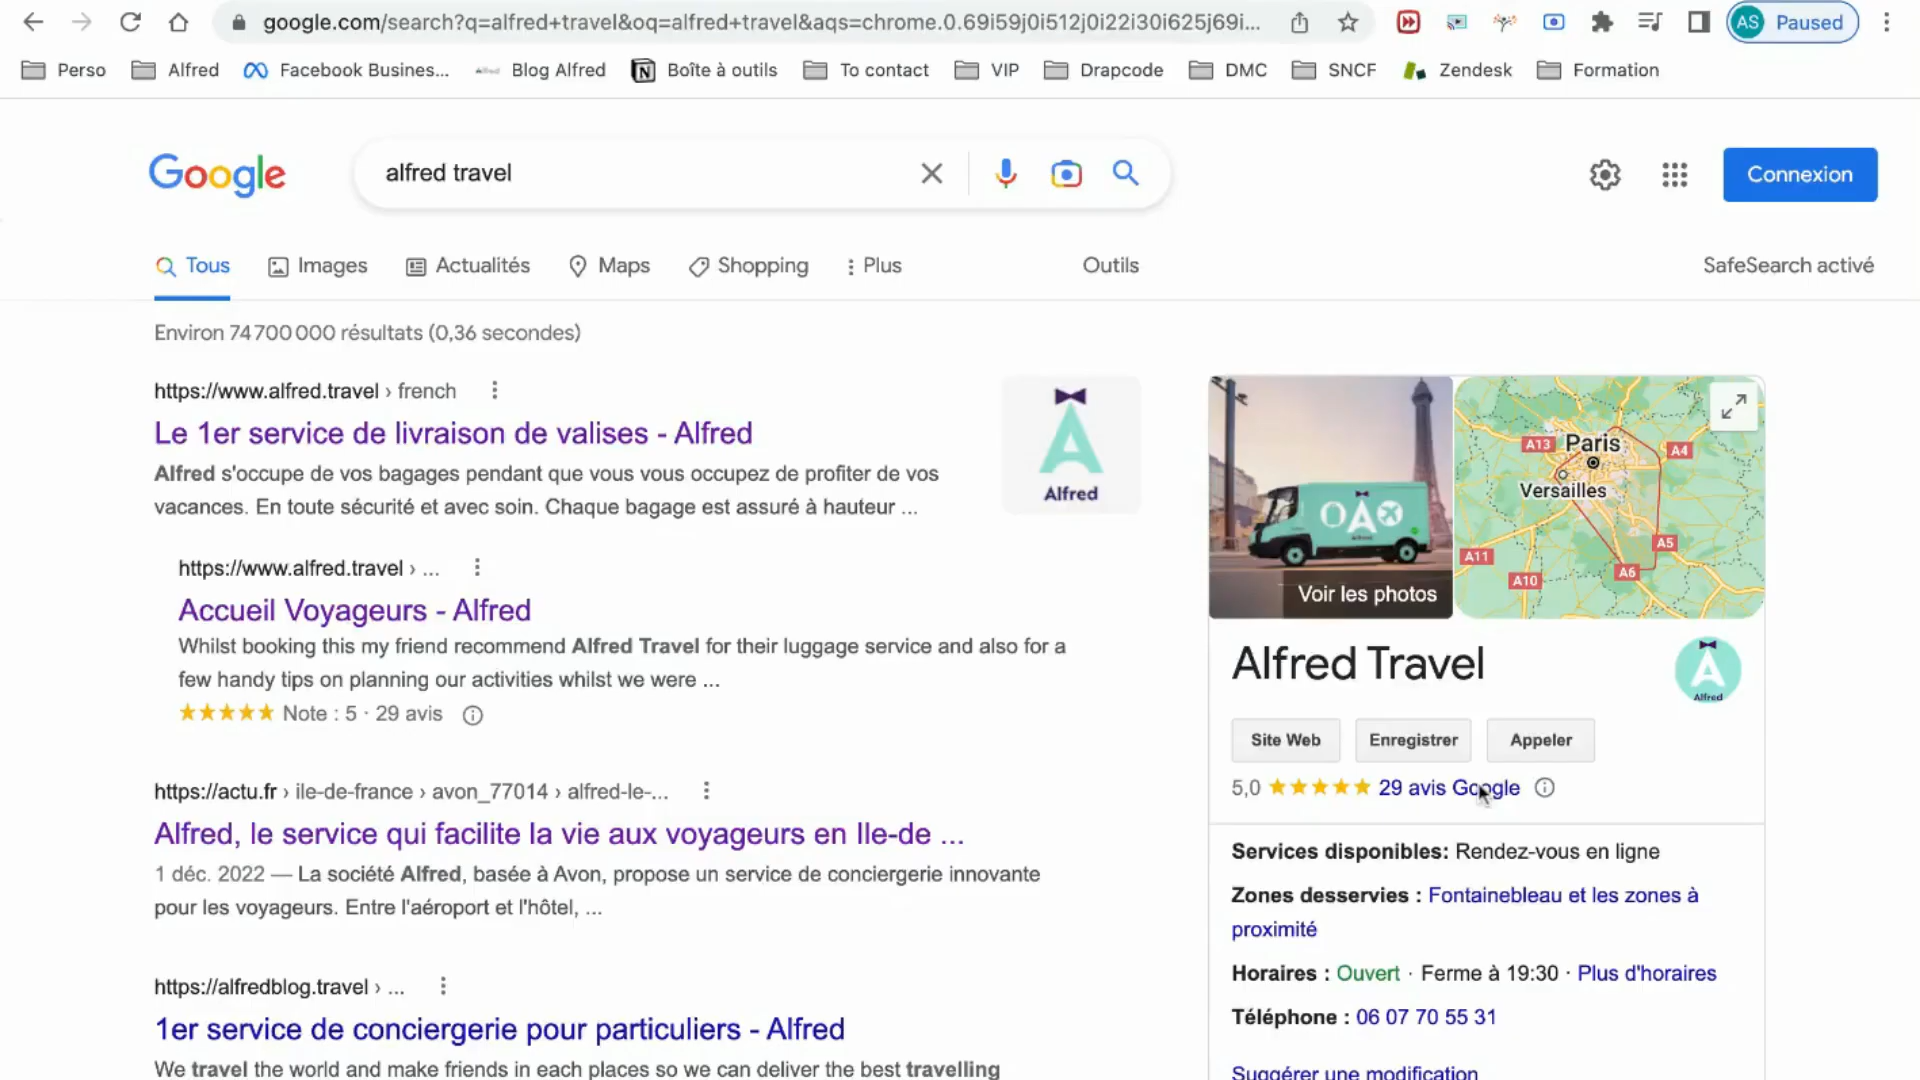 google.com/search?q=alfred+travel&oq=alfred+travel&aqs=chrome.0.69i59j0i512j0i22i30i625j69i...
AS Paused
Perso Alfred Facebook Busines... Blog Alfred Boîte à outils To contact VIP Drapcode DMC SNCF Zendesk Formation
Google
alfred travel
Connexion
Tous Images Actualités Maps Shopping Plus Outils SafeSearch activé
Environ 74 700 000 résultats (0,36 secondes)
https://www.alfred.travel › french
Le 1er service de livraison de valises - Alfred
Alfred s'occupe de vos bagages pendant que vous vous occupez de profiter de vos
vacances. En toute sécurité et avec soin. Chaque bagage est assuré à hauteur ...
Alfred
https://www.alfred.travel › ...
Accueil Voyageurs - Alfred
Whilst booking this my friend recommend Alfred Travel for their luggage service and also for a
few handy tips on planning our activities whilst we were ...
Note : 5 · 29 avis
https://actu.fr › ile-de-france › avon_77014 › alfred-le-...
Alfred, le service qui facilite la vie aux voyageurs en Ile-de ...
1 déc. 2022 — La société Alfred, basée à Avon, propose un service de conciergerie innovante
pour les voyageurs. Entre l'aéroport et l'hôtel, ...
https://alfredblog.travel › ...
1er service de conciergerie pour particuliers - Alfred
We travel the world and make friends in each places so we can deliver the best travelling
Voir les photos
A13 Paris A4
Versailles
A5
A11
A10 A6
Alfred Travel
Alfred
Site Web Enregistrer Appeler
5,0 29 avis Google
Services disponibles: Rendez-vous en ligne
Zones desservies : Fontainebleau et les zones à
proximité
Horaires : Ouvert · Ferme à 19:30 · Plus d'horaires
Téléphone : 06 07 70 55 31
Suggérer une modification